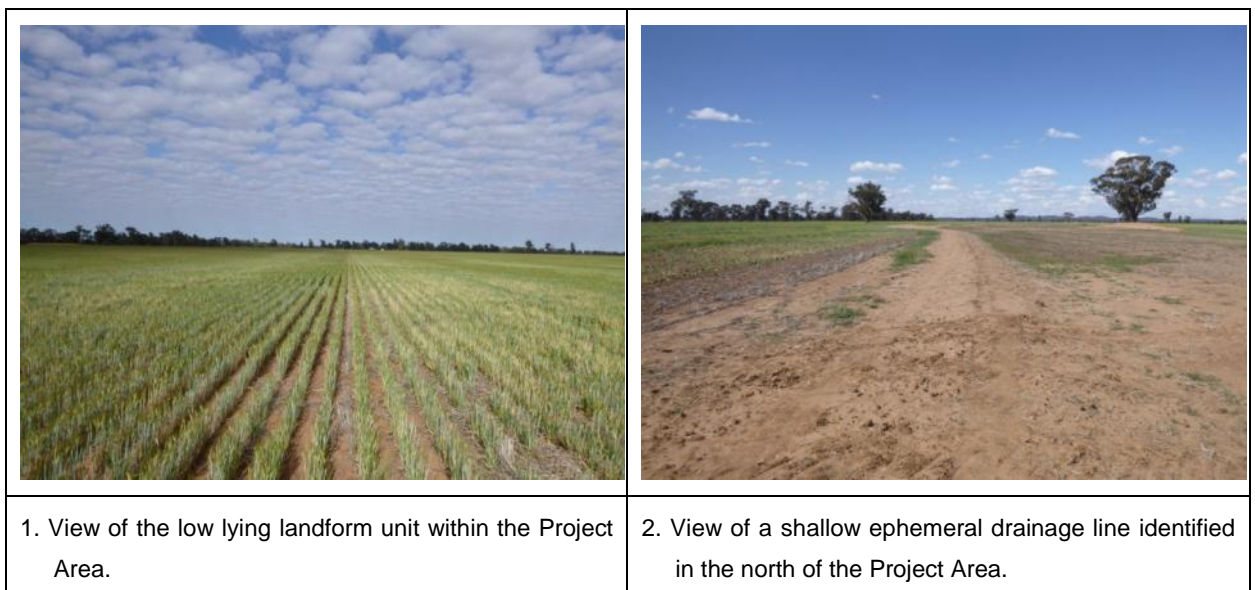 1. View of the low lying landform unit within the Project
Area.
2. View of a shallow ephemeral drainage line identified
in the north of the Project Area.